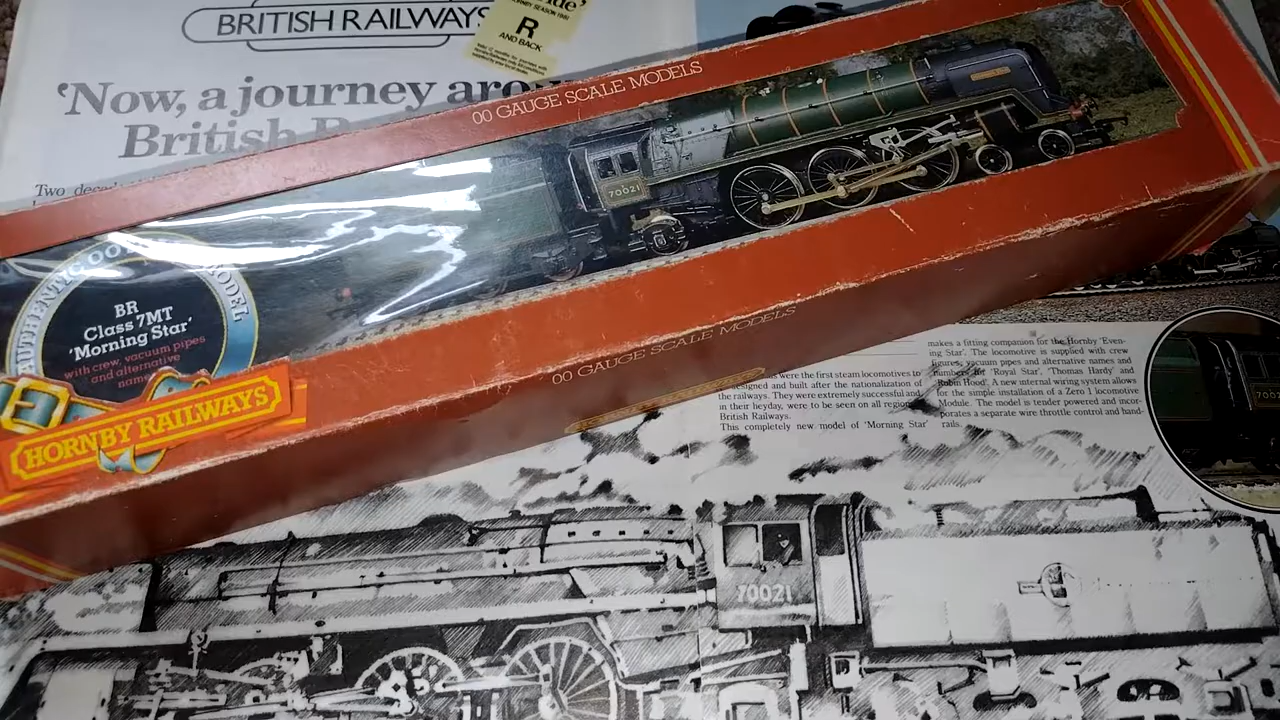 BRITISH RAILWAYS
R
AND BACK
'Now, a journey
British
Two
00 GAUGE SCALE MODELS
70021
AUTHENTIC 00
MODEL
BR
Class 7MT
'Morning Star'
with crew, vacuum pipes
and alternative
names
HORNBY RAILWAYS
00 GAUGE SCALE MODELS
were the first steam locomotives to
designed and built after the nationalization of
the railways. They were extremely successful and
in their heyday, were to be seen on all regions
British Railways.
This completely new model of 'Morning Star'
makes a fitting companion for the Hornby 'Even-
ing Star'. The locomotive is supplied with crew
figures, vacuum pipes and alternative names and
numbers for 'Royal Star', 'Thomas Hardy' and
'Robin Hood'. A new internal wiring system allows
for the simple installation of a Zero 1 locomotive
Module. The model is tender powered and incor-
porates a separate wire throttle control and hand-
rails.
7002
70021